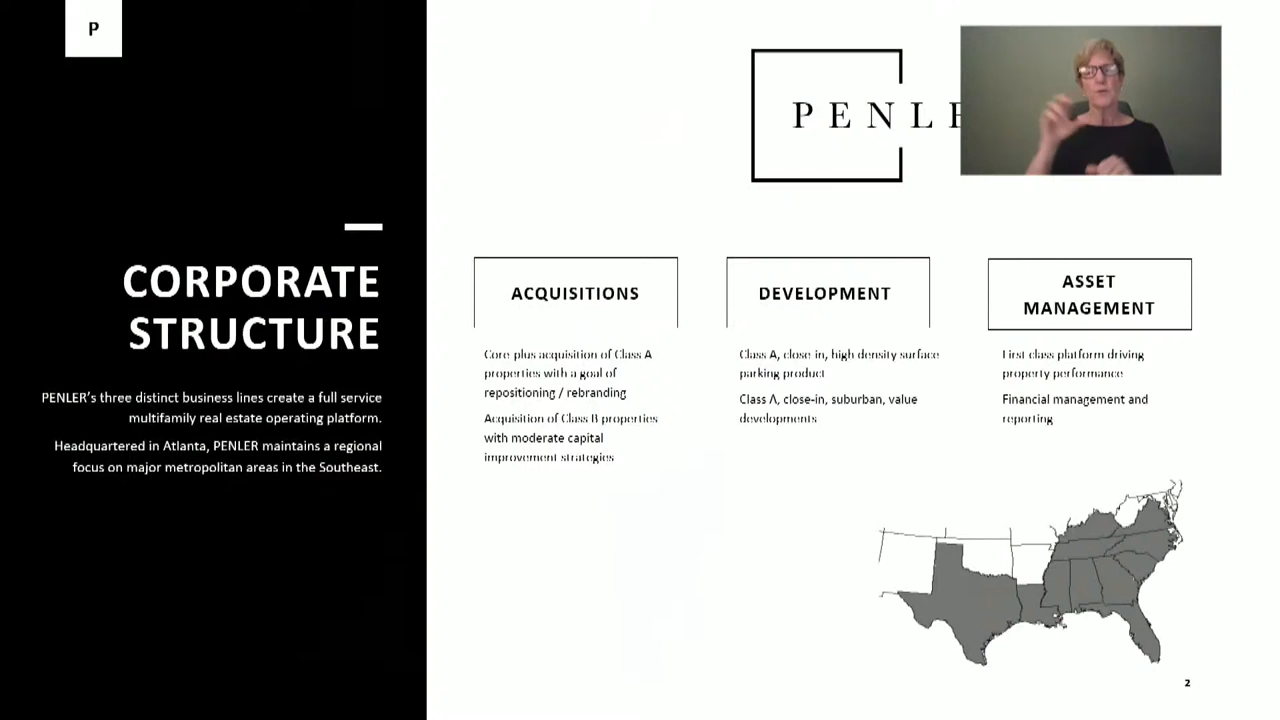 P
PENLE
CORPORATE
STRUCTURE
PENLER's three distinct business lines create a full service
multifamily real estate operating platform.
Headquartered in Atlanta, PENLER maintains a regional
focus on major metropolitan areas in the Southeast.
ACQUISITIONS
Core plus acquisition of Class A
properties with a goal of
repositioning / rebranding
Acquisition of Class B properties
with moderate capital
improvement strategies
DEVELOPMENT
Class A, close in, high density surface
parking product
Class A, close-in, suburban, value
developments
ASSET
MANAGEMENT
First class platform driving
property performance
Financial management and
reporting
2